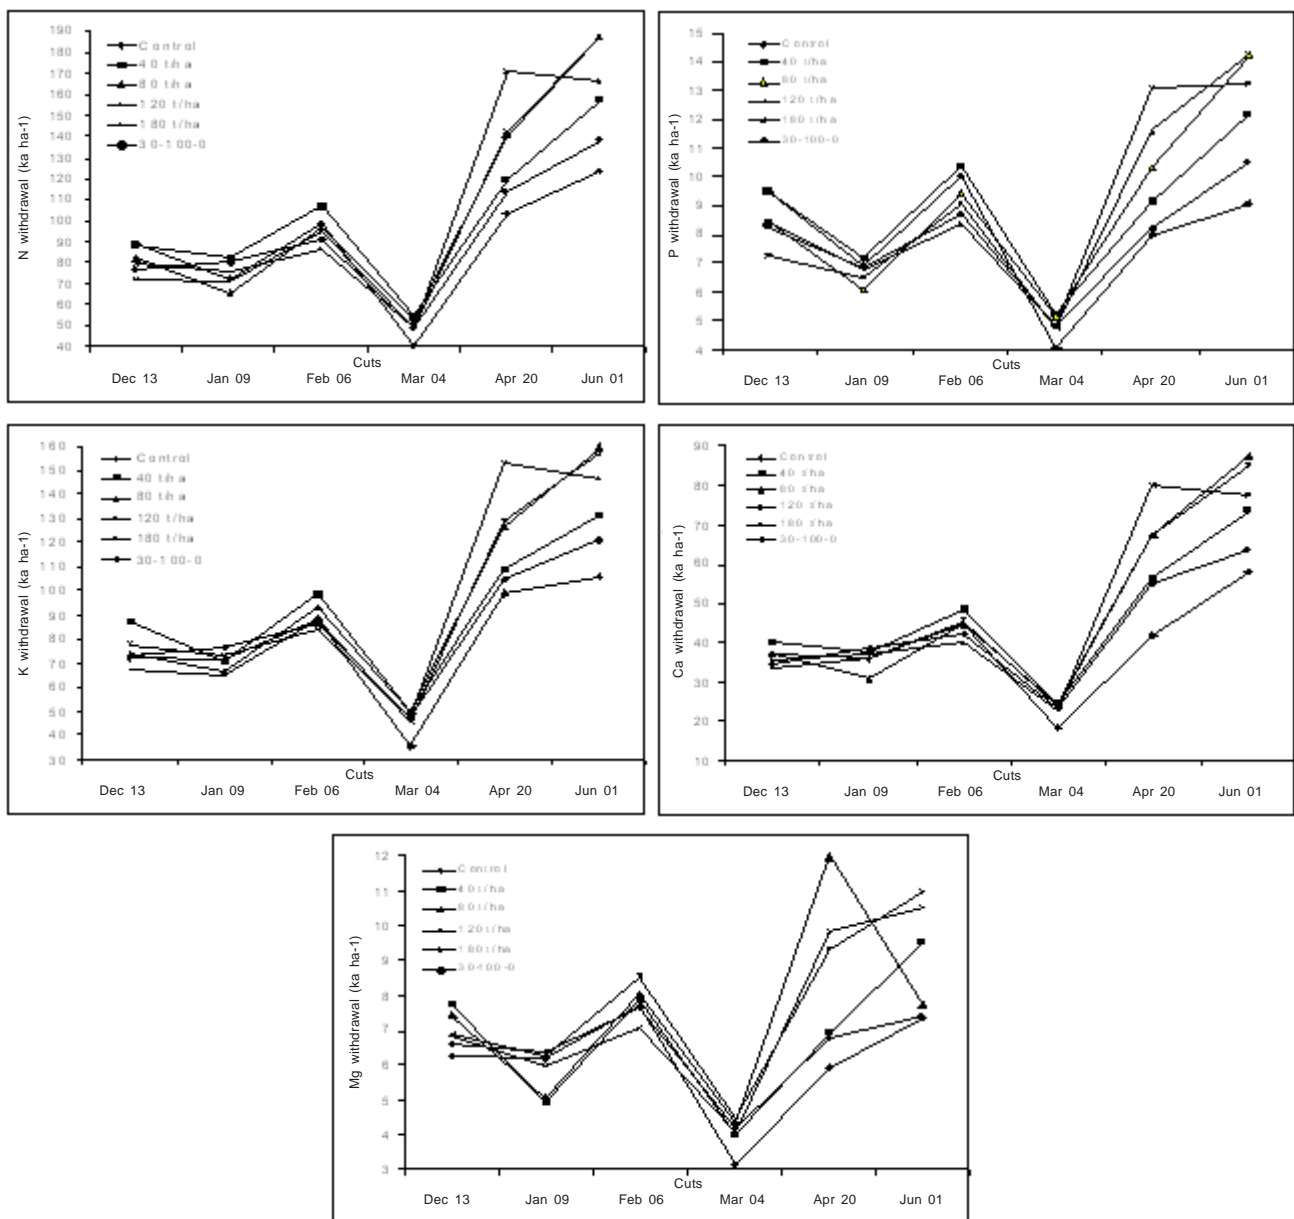 N withdrawal (ka ha-1)
190
180
170
160
150
140
130
120
110
100
90
80
70
60
50
40
Control
40 t/ha
80 t/ha
120 t/ha
180 t/ha
30-100-0
Cuts
Dec 13 Jan 09 Feb 06 Mar 04 Apr 20 Jun 01
P withdrawal (ka ha-1)
15
14
13
12
11
10
9
8
7
6
5
4
Control
40 t/ha
80 t/ha
120 t/ha
180 t/ha
30-100-0
Cuts
Dec 13 Jan 09 Feb 06 Mar 04 Apr 20 Jun 01
K withdrawal (ka ha-1)
160
150
140
130
120
110
100
90
80
70
60
50
40
30
Control
40 t/ha
80 t/ha
120 t/ha
180 t/ha
30-100-0
Cuts
Dec 13 Jan 09 Feb 06 Mar 04 Apr 20 Jun 01
Ca withdrawal (ka ha-1)
90
80
70
60
50
40
30
20
10
Control
40 t/ha
80 t/ha
120 t/ha
180 t/ha
30-100-0
Cuts
Dec 13 Jan 09 Feb 06 Mar 04 Apr 20 Jun 01
Mg withdrawal (ka ha-1)
12
11
10
9
8
7
6
5
4
3
Control
40 t/ha
80 t/ha
120 t/ha
180 t/ha
30-100-0
Cuts
Dec 13 Jan 09 Feb 06 Mar 04 Apr 20 Jun 01